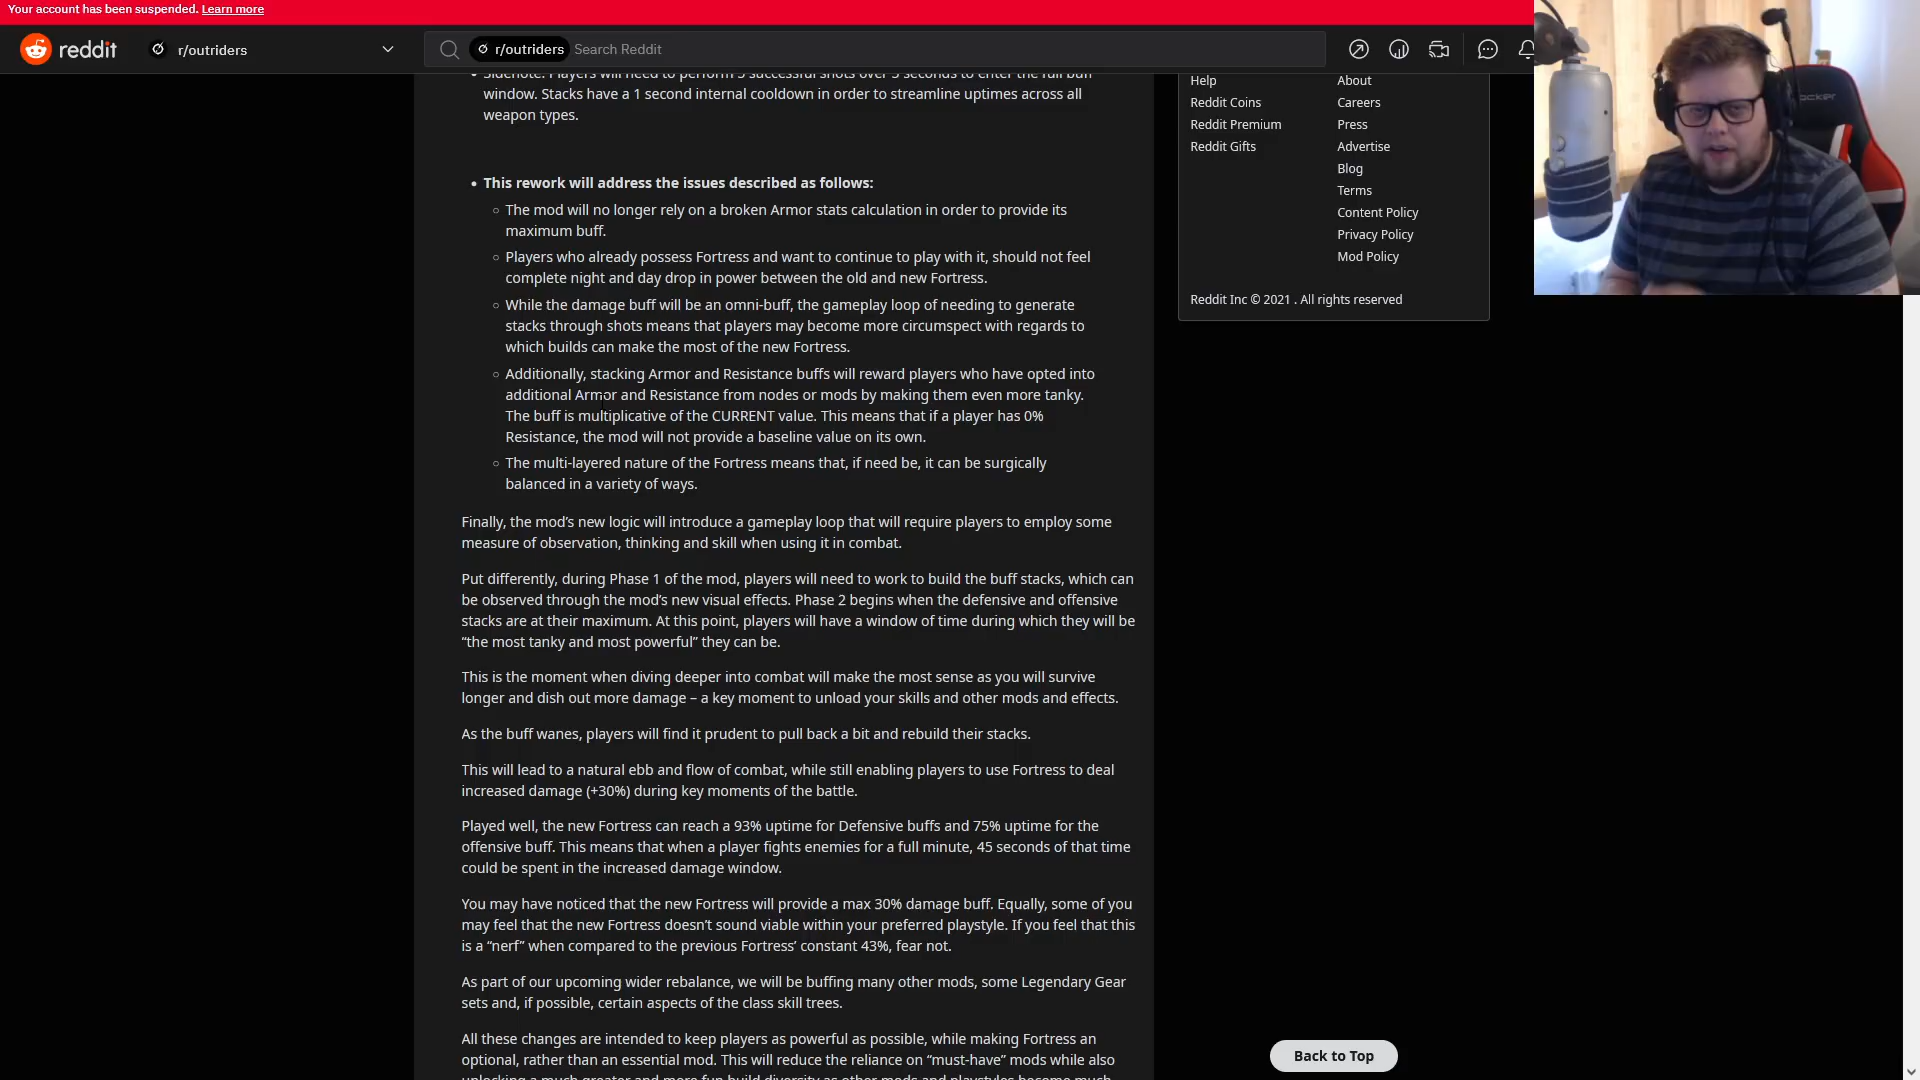 Your account has been suspended. Learn more
reddit
r/outriders
r/outriders Search Reddit
Sidenote: Players will need to perform 5 successful shots over 5 seconds to enter the full buff
window. Stacks have a 1 second internal cooldown in order to streamline uptimes across all
weapon types.
This rework will address the issues described as follows:
The mod will no longer rely on a broken Armor stats calculation in order to provide its
maximum buff.
Players who already possess Fortress and want to continue to play with it, should not feel
complete night and day drop in power between the old and new Fortress.
While the damage buff will be an omni-buff, the gameplay loop of needing to generate
stacks through shots means that players may become more circumspect with regards to
which builds can make the most of the new Fortress.
Additionally, stacking Armor and Resistance buffs will reward players who have opted into
additional Armor and Resistance from nodes or mods by making them even more tanky.
The buff is multiplicative of the CURRENT value. This means that if a player has 0%
Resistance, the mod will not provide a baseline value on its own.
The multi-layered nature of the Fortress means that, if need be, it can be surgically
balanced in a variety of ways.
Finally, the mod’s new logic will introduce a gameplay loop that will require players to employ some
measure of observation, thinking and skill when using it in combat.
Put differently, during Phase 1 of the mod, players will need to work to build the buff stacks, which can
be observed through the mod’s new visual effects. Phase 2 begins when the defensive and offensive
stacks are at their maximum. At this point, players will have a window of time during which they will be
“the most tanky and most powerful” they can be.
This is the moment when diving deeper into combat will make the most sense as you will survive
longer and dish out more damage – a key moment to unload your skills and other mods and effects.
As the buff wanes, players will find it prudent to pull back a bit and rebuild their stacks.
This will lead to a natural ebb and flow of combat, while still enabling players to use Fortress to deal
increased damage (+30%) during key moments of the battle.
Played well, the new Fortress can reach a 93% uptime for Defensive buffs and 75% uptime for the
offensive buff. This means that when a player fights enemies for a full minute, 45 seconds of that time
could be spent in the increased damage window.
You may have noticed that the new Fortress will provide a max 30% damage buff. Equally, some of you
may feel that the new Fortress doesn’t sound viable within your preferred playstyle. If you feel that this
is a “nerf” when compared to the previous Fortress’ constant 43%, fear not.
As part of our upcoming wider rebalance, we will be buffing many other mods, some Legendary Gear
sets and, if possible, certain aspects of the class skill trees.
All these changes are intended to keep players as powerful as possible, while making Fortress an
optional, rather than an essential mod. This will reduce the reliance on “must-have” mods while also
Help
Reddit Coins
Reddit Premium
Reddit Gifts
About
Careers
Press
Advertise
Blog
Terms
Content Policy
Privacy Policy
Mod Policy
Reddit Inc © 2021 . All rights reserved
Back to Top